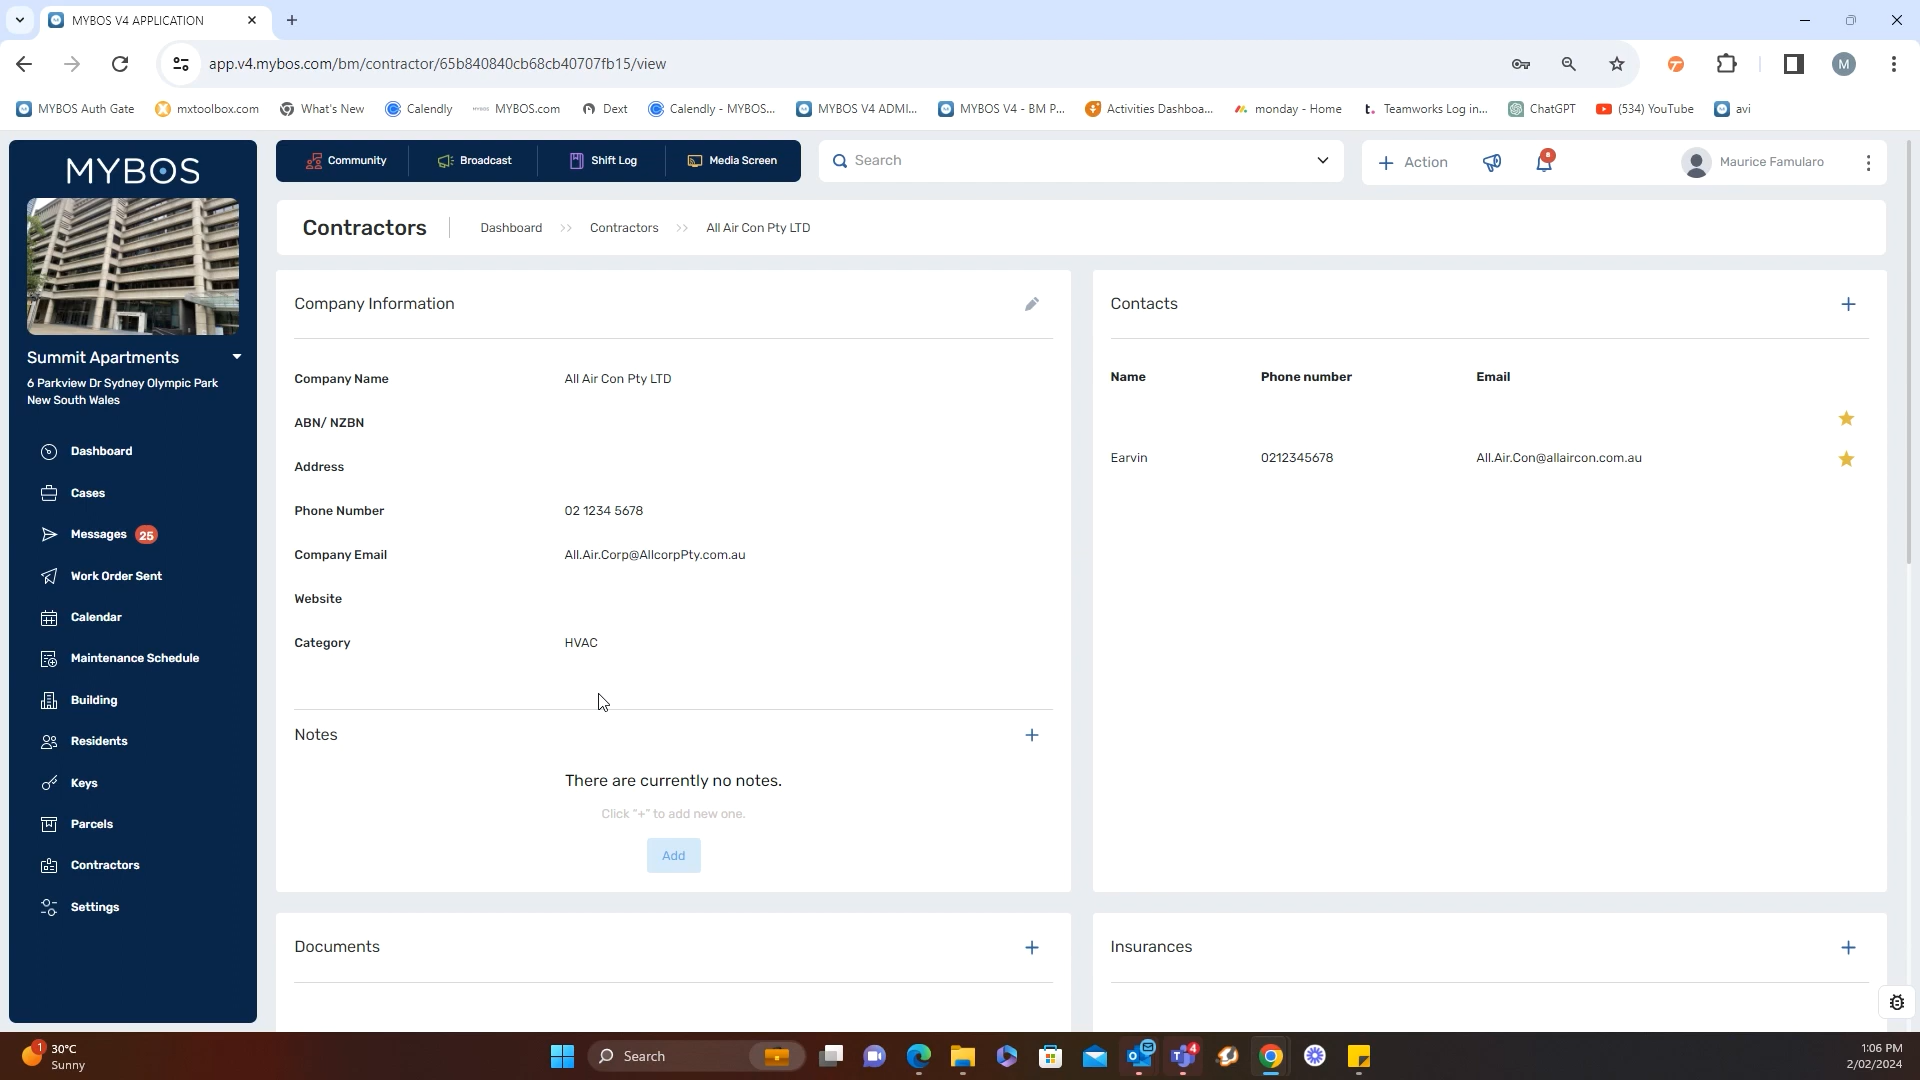 MYBOS V4 APPLICATION
app.v4.mybos.com/bm/contractor/65b840840cb68cb40707fb15/view
M
MYBOS Auth Gate
mxtoolbox.com
What's New
Calendly
MYBOS.com
Dext
Calendly - MYBOS...
MYBOS V4 ADMI...
MYBOS V4 - BM P...
Activities Dashboa...
monday - Home
Teamworks Log in...
ChatGPT
(534) YouTube
avi
MYBOS
Community
Broadcast
Shift Log
Media Screen
Search
Action
Maurice Famularo
Contractors
Dashboard >> Contractors >> All Air Con Pty LTD
Summit Apartments
6 Parkview Dr Sydney Olympic Park
New South Wales
Dashboard
Cases
Messages 25
Work Order Sent
Calendar
Maintenance Schedule
Building
Residents
Keys
Parcels
Contractors
Settings
Company Information
Company Name All Air Con Pty LTD
ABN/ NZBN
Address
Phone Number 02 1234 5678
Company Email All.Air.Corp@AllcorpPty.com.au
Website
Category HVAC
Notes
There are currently no notes.
Click "+" to add new one.
Add
Contacts
Name Phone number Email
Earvin 0212345678 All.Air.Con@allaircon.com.au
Documents
Insurances
1
30°C
Sunny
Search
4
1:06 PM
2/02/2024